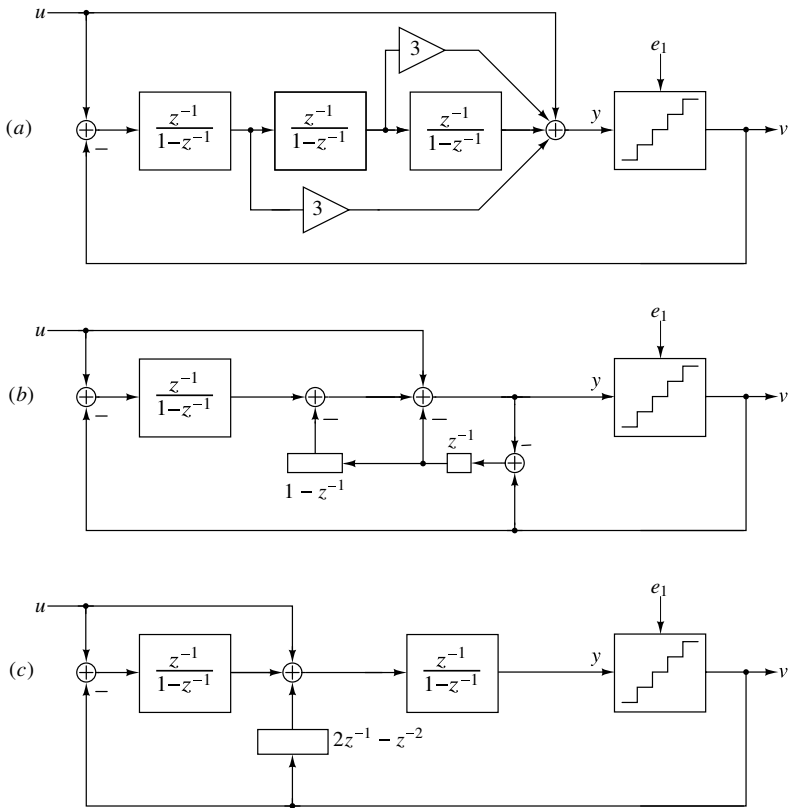 u
e₁
3
(a)
z⁻¹
1−z⁻¹
z⁻¹
1−z⁻¹
z⁻¹
1−z⁻¹
y
v
−
3
u
e₁
(b)
z⁻¹
1−z⁻¹
y
v
−
−
−
z⁻¹
−
1 − z⁻¹
u
e₁
(c)
z⁻¹
1−z⁻¹
z⁻¹
1−z⁻¹
y
v
−
2z⁻¹ − z⁻²